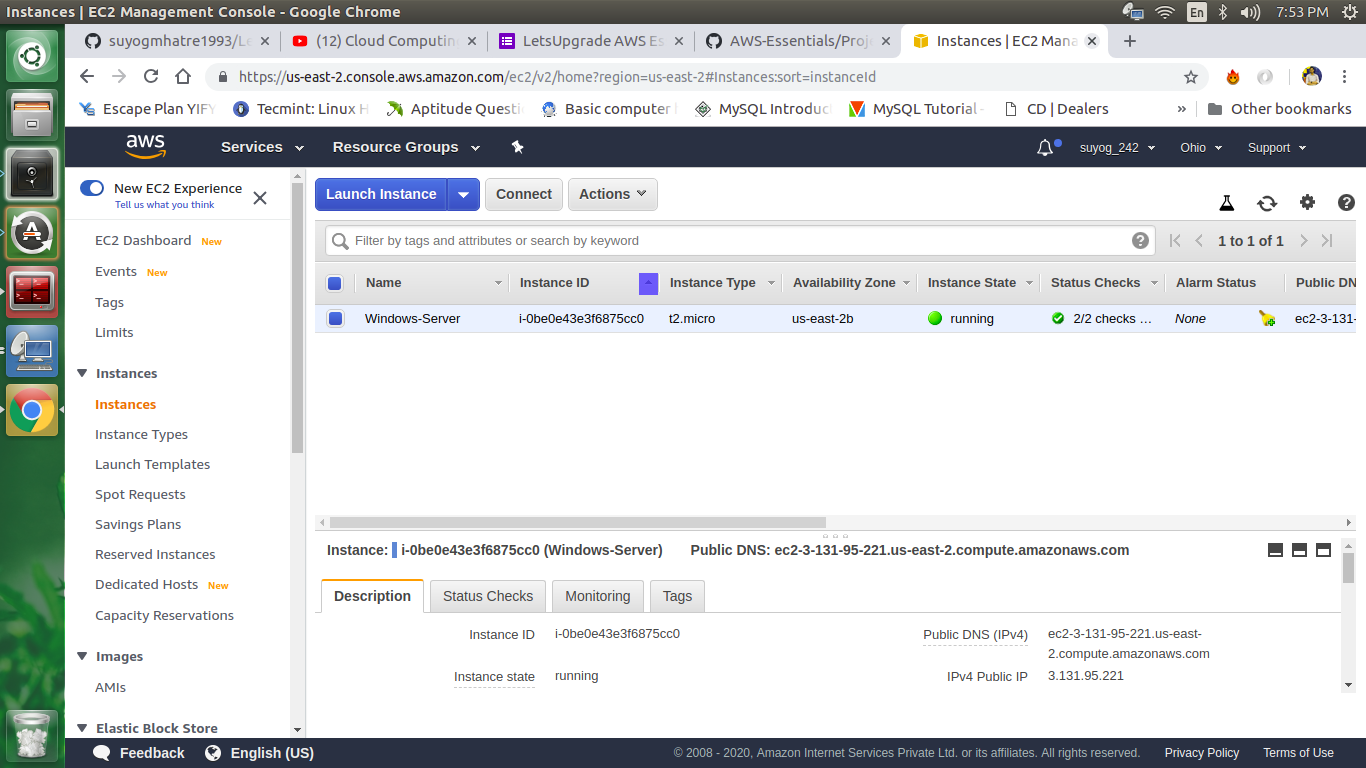 Instances | EC2 Management Console - Google Chrome
En
7:53 PM
suyogmhatre1993/Le
(12) Cloud Computin
LetsUpgrade AWS Es
AWS-Essentials/Proje
Instances | EC2 Mana
https://us-east-2.console.aws.amazon.com/ec2/v2/home?region=us-east-2#Instances:sort=instanceId
Escape Plan YIFY
Tecmint: Linux H
Aptitude Questi
Basic computer
MySQL Introduc
MySQL Tutorial -
CD | Dealers
»
Other bookmarks
aws
Services
Resource Groups
suyog_242
Ohio
Support
New EC2 Experience
Tell us what you think
EC2 Dashboard New
Events New
Tags
Limits
Instances
Instances
Instance Types
Launch Templates
Spot Requests
Savings Plans
Reserved Instances
Dedicated Hosts New
Capacity Reservations
Images
AMIs
Elastic Block Store
Launch Instance
Connect
Actions
Filter by tags and attributes or search by keyword
1 to 1 of 1
Name Instance ID Instance Type Availability Zone Instance State Status Checks Alarm Status Public DN
Windows-Server i-0be0e43e3f6875cc0 t2.micro us-east-2b running 2/2 checks … None ec2-3-131-
Instance: i-0be0e43e3f6875cc0 (Windows-Server) Public DNS: ec2-3-131-95-221.us-east-2.compute.amazonaws.com
Description Status Checks Monitoring Tags
Instance ID i-0be0e43e3f6875cc0
Public DNS (IPv4) ec2-3-131-95-221.us-east-
2.compute.amazonaws.com
Instance state running
IPv4 Public IP 3.131.95.221
Feedback
English (US)
© 2008 - 2020, Amazon Internet Services Private Ltd. or its affiliates. All rights reserved.
Privacy Policy
Terms of Use